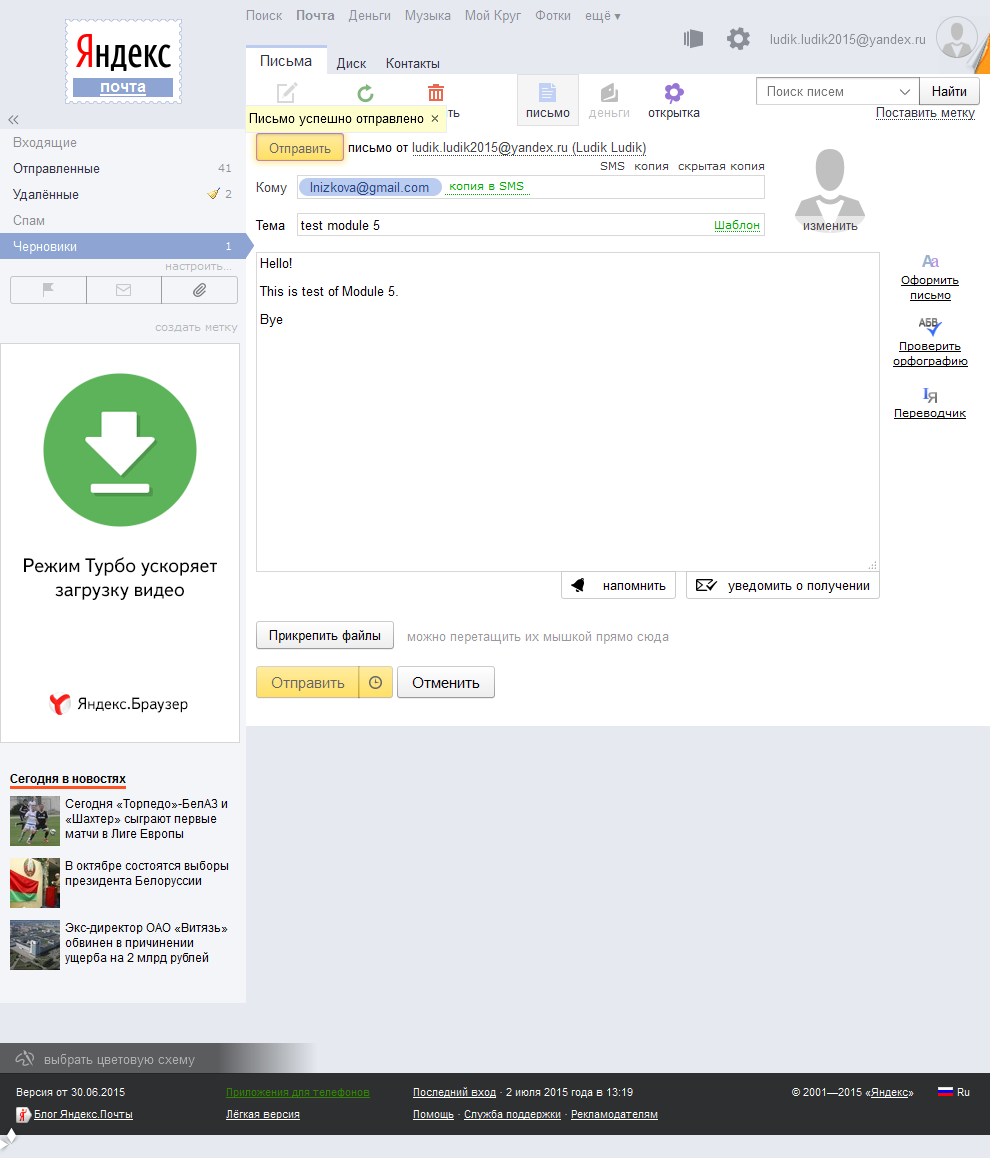 Поиск Почта Деньги Музыка Мой Круг Фотки ещё ▾
Яндекс
почта
ludik.ludik2015@yandex.ru
Письма Диск Контакты
письмо деньги открытка
Поиск писем Найти
Поставить метку
Письмо успешно отправлено ×
ть
«
Входящие
Отправленные 41
Удалённые 2
Спам
Черновики 1
настроить...
создать метку
Отправить письмо от ludik.ludik2015@yandex.ru (Ludik Ludik)
SMS копия скрытая копия
Кому lnizkova@gmail.com копия в SMS
Тема test module 5 Шаблон
изменить
Hello!
This is test of Module 5.
Bye
Аа
Оформить
письмо
АБВ
Проверить
орфографию
IЯ
Переводчик
напомнить уведомить о получении
Прикрепить файлы можно перетащить их мышкой прямо сюда
Отправить Отменить
Режим Турбо ускоряет
загрузку видео
Яндекс.Браузер
Сегодня в новостях
Сегодня «Торпедо»-БелАЗ и
«Шахтер» сыграют первые
матчи в Лиге Европы
В октябре состоятся выборы
президента Белоруссии
Экс-директор ОАО «Витязь»
обвинен в причинении
ущерба на 2 млрд рублей
выбрать цветовую схему
Версия от 30.06.2015 Приложения для телефонов Последний вход · 2 июля 2015 года в 13:19 © 2001—2015 «Яндекс» Ru
Блог Яндекс.Почты Лёгкая версия Помощь · Служба поддержки · Рекламодателям